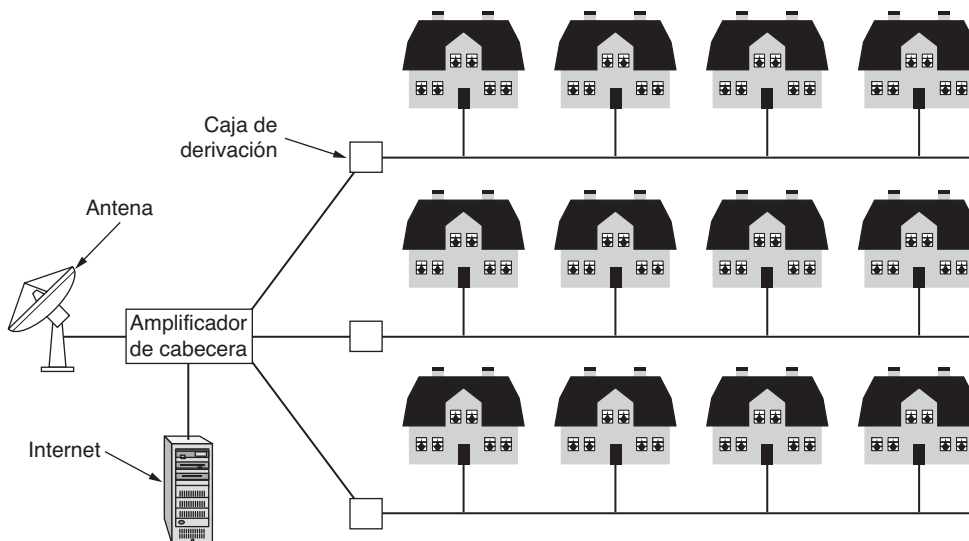 Caja de
derivación
Antena
Amplificador
de cabecera
Internet